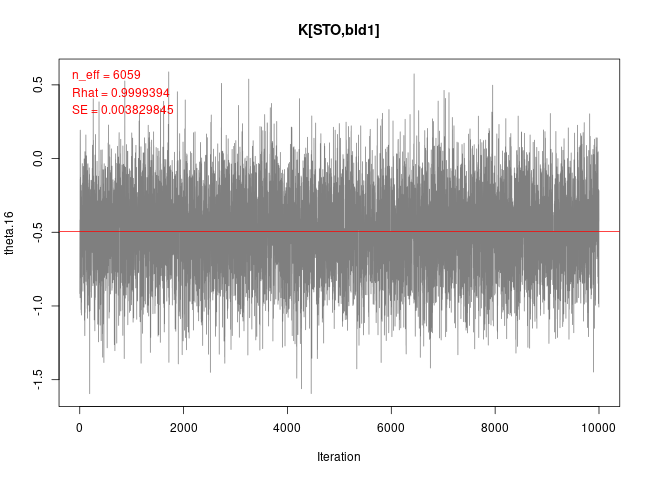 K[STO,bld1]
n_eff = 6059
Rhat = 0.9999394
SE = 0.003829845
theta.16
0.5
0.0
-0.5
-1.0
-1.5
0 2000 4000 6000 8000 10000
Iteration